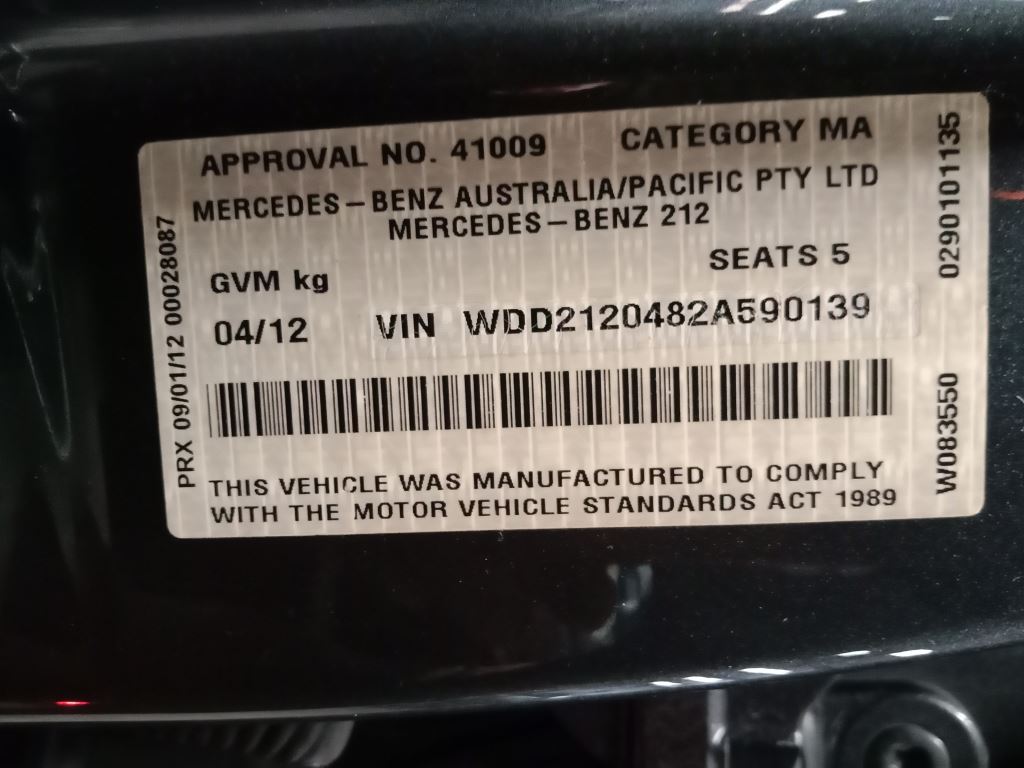 APPROVAL NO. 41009 CATEGORY MA
MERCEDES-BENZ AUSTRALIA/PACIFIC PTY LTD
MERCEDES-BENZ 212
GVM kg SEATS 5
04/12 VIN WDD2120482A590139
THIS VEHICLE WAS MANUFACTURED TO COMPLY
WITH THE MOTOR VEHICLE STANDARDS ACT 1989
PRX 09/01/12 00028087
0290101135
W083550